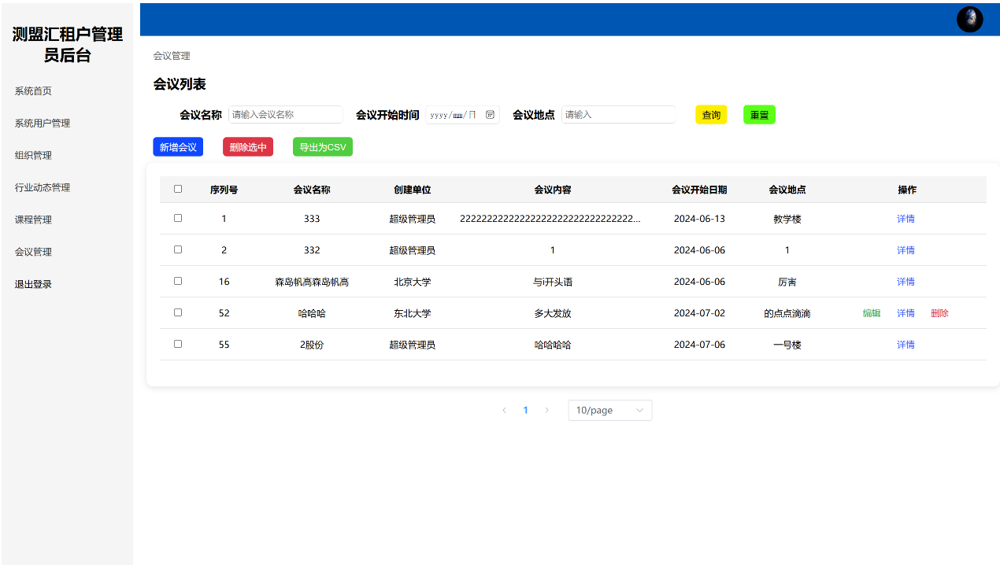 测盟汇租户管理
员后台
系统首页
系统用户管理
组织管理
行业动态管理
课程管理
会议管理
退出登录
会议管理
会议列表
会议名称 请输入会议名称 会议开始时间 yyyy/mm/日 会议地点 请输入 查询 重置
新增会议 删除选中 导出为CSV
序列号 会议名称 创建单位 会议内容 会议开始日期 会议地点 操作
1 333 超级管理员 2222222222222222222222222222222222... 2024-06-13 教学楼 详情
2 332 超级管理员 1 2024-06-06 1 详情
16 森岛帆高森岛帆高 北京大学 与i开头语 2024-06-06 厉害 详情
52 哈哈哈 东北大学 多大发放 2024-07-02 的点点滴滴 编辑 详情 删除
55 2股份 超级管理员 哈哈哈哈 2024-07-06 一号楼 详情
1 10/page